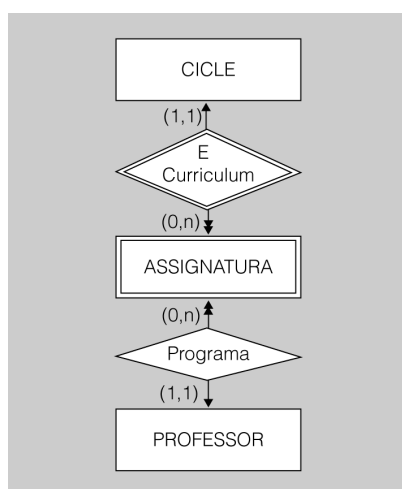 CICLE
(1,1)
E
Curriculum
(0,n)
ASSIGNATURA
(0,n)
Programa
(1,1)
PROFESSOR